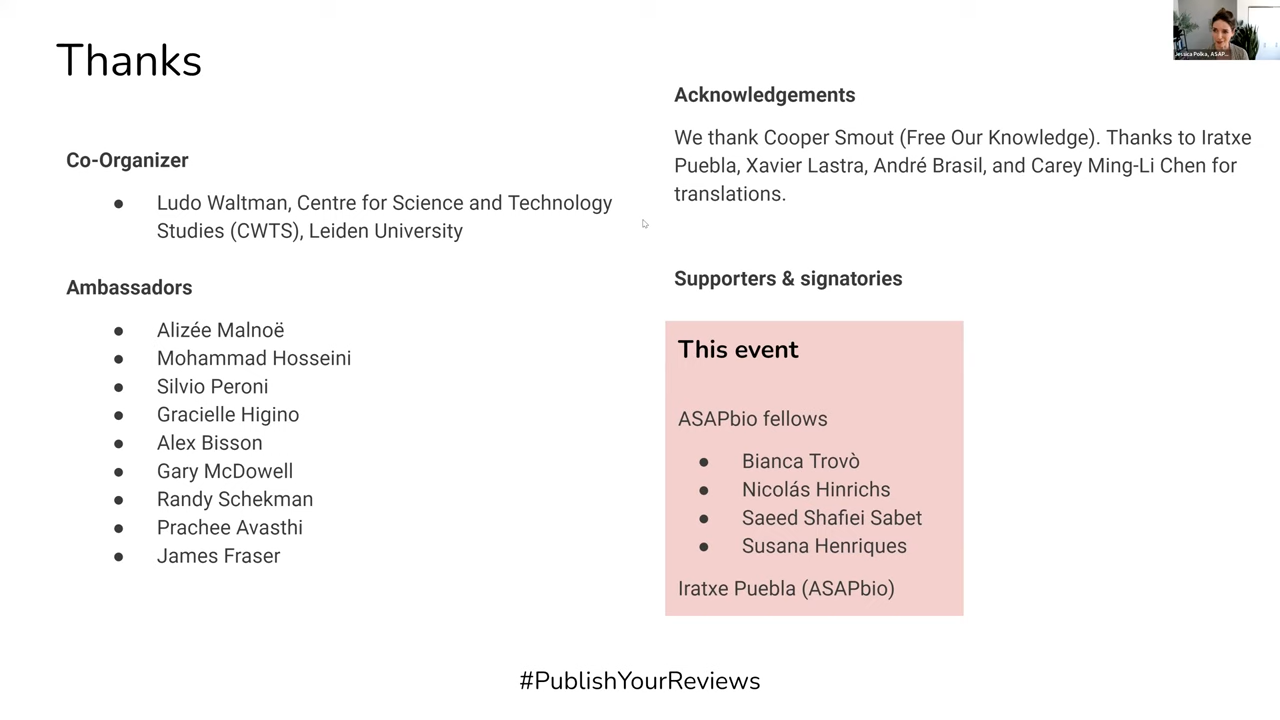 Thanks
Co-Organizer
● Ludo Waltman, Centre for Science and Technology
Studies (CWTS), Leiden University
Ambassadors
● Alizée Malnoë
● Mohammad Hosseini
● Silvio Peroni
● Gracielle Higino
● Alex Bisson
● Gary McDowell
● Randy Schekman
● Prachee Avasthi
● James Fraser
Acknowledgements
We thank Cooper Smout (Free Our Knowledge). Thanks to Iratxe
Puebla, Xavier Lastra, André Brasil, and Carey Ming-Li Chen for
translations.
Supporters & signatories
This event
ASAPbio fellows
● Bianca Trovò
● Nicolás Hinrichs
● Saeed Shafiei Sabet
● Susana Henriques
Iratxe Puebla (ASAPbio)
#PublishYourReviews
Jessica Polka, ASAP...